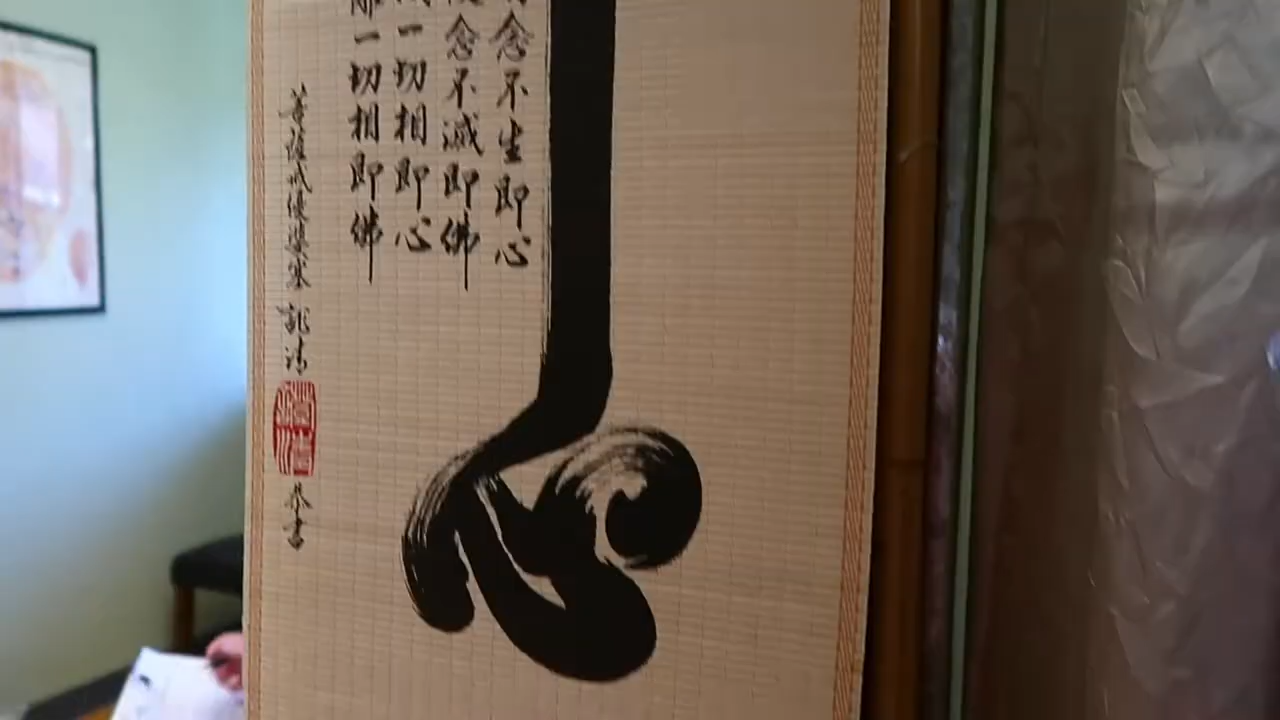 念不生即心
念不滅即佛
一切相即心
離一切相即佛
菩薩戒優婆塞
恭書